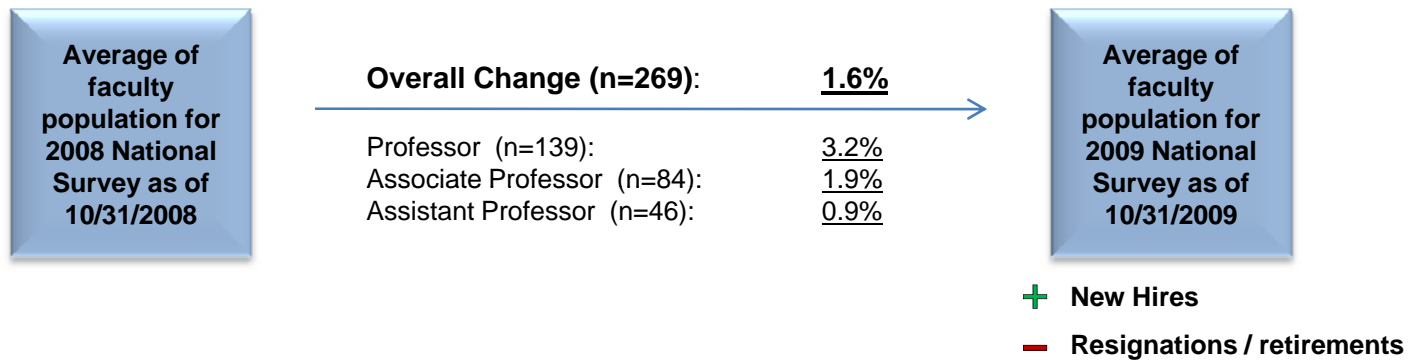 Average of
faculty
population for
2008 National
Survey as of
10/31/2008
Overall Change (n=269): 1.6%
Professor (n=139): 3.2%
Associate Professor (n=84): 1.9%
Assistant Professor (n=46): 0.9%
Average of
faculty
population for
2009 National
Survey as of
10/31/2009
New Hires
Resignations / retirements